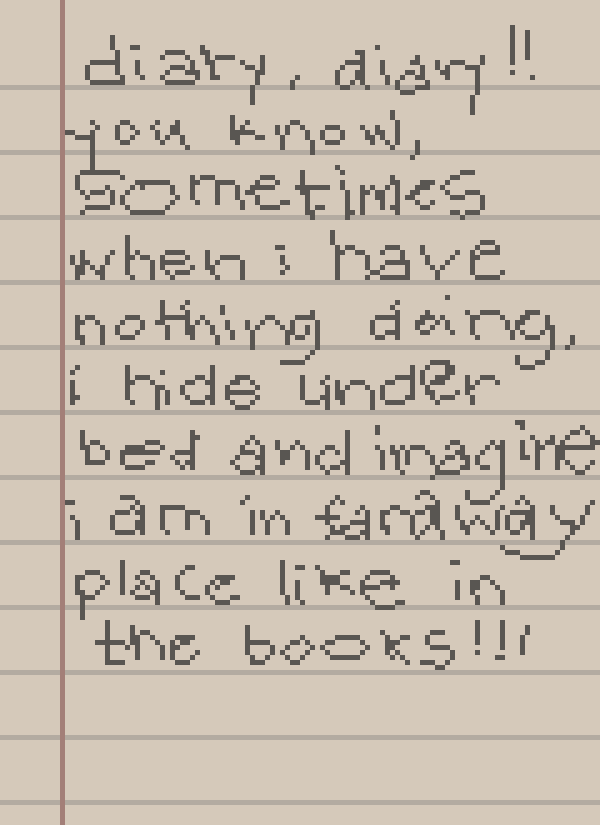 diary, diary!!
you know,
sometimes
when i have
nothing doing,
i hide under
bed and imagine
i am in faraway
place like in
the books!!!